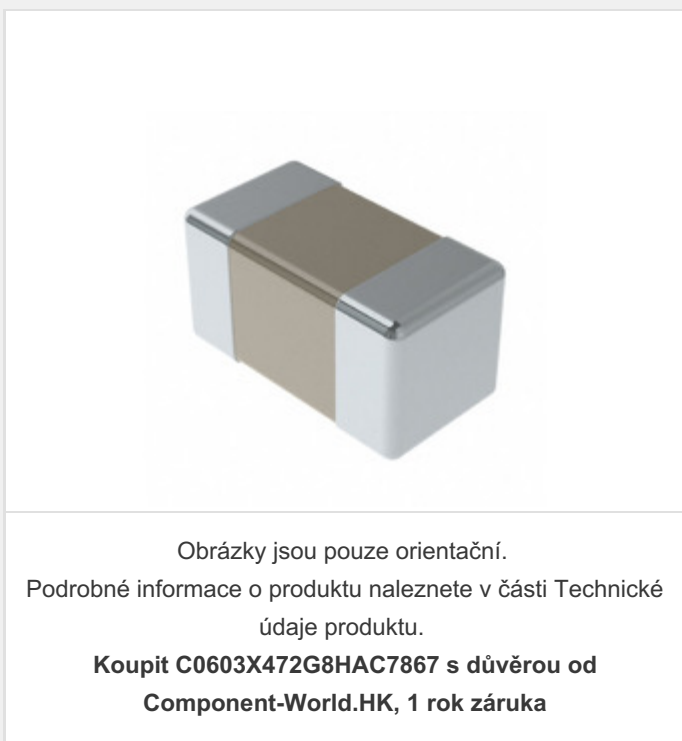 Obrázky jsou pouze orientační.
Podrobné informace o produktu naleznete v části Technické
údaje produktu.
Koupit C0603X472G8HAC7867 s důvěrou od
Component-World.HK, 1 rok záruka